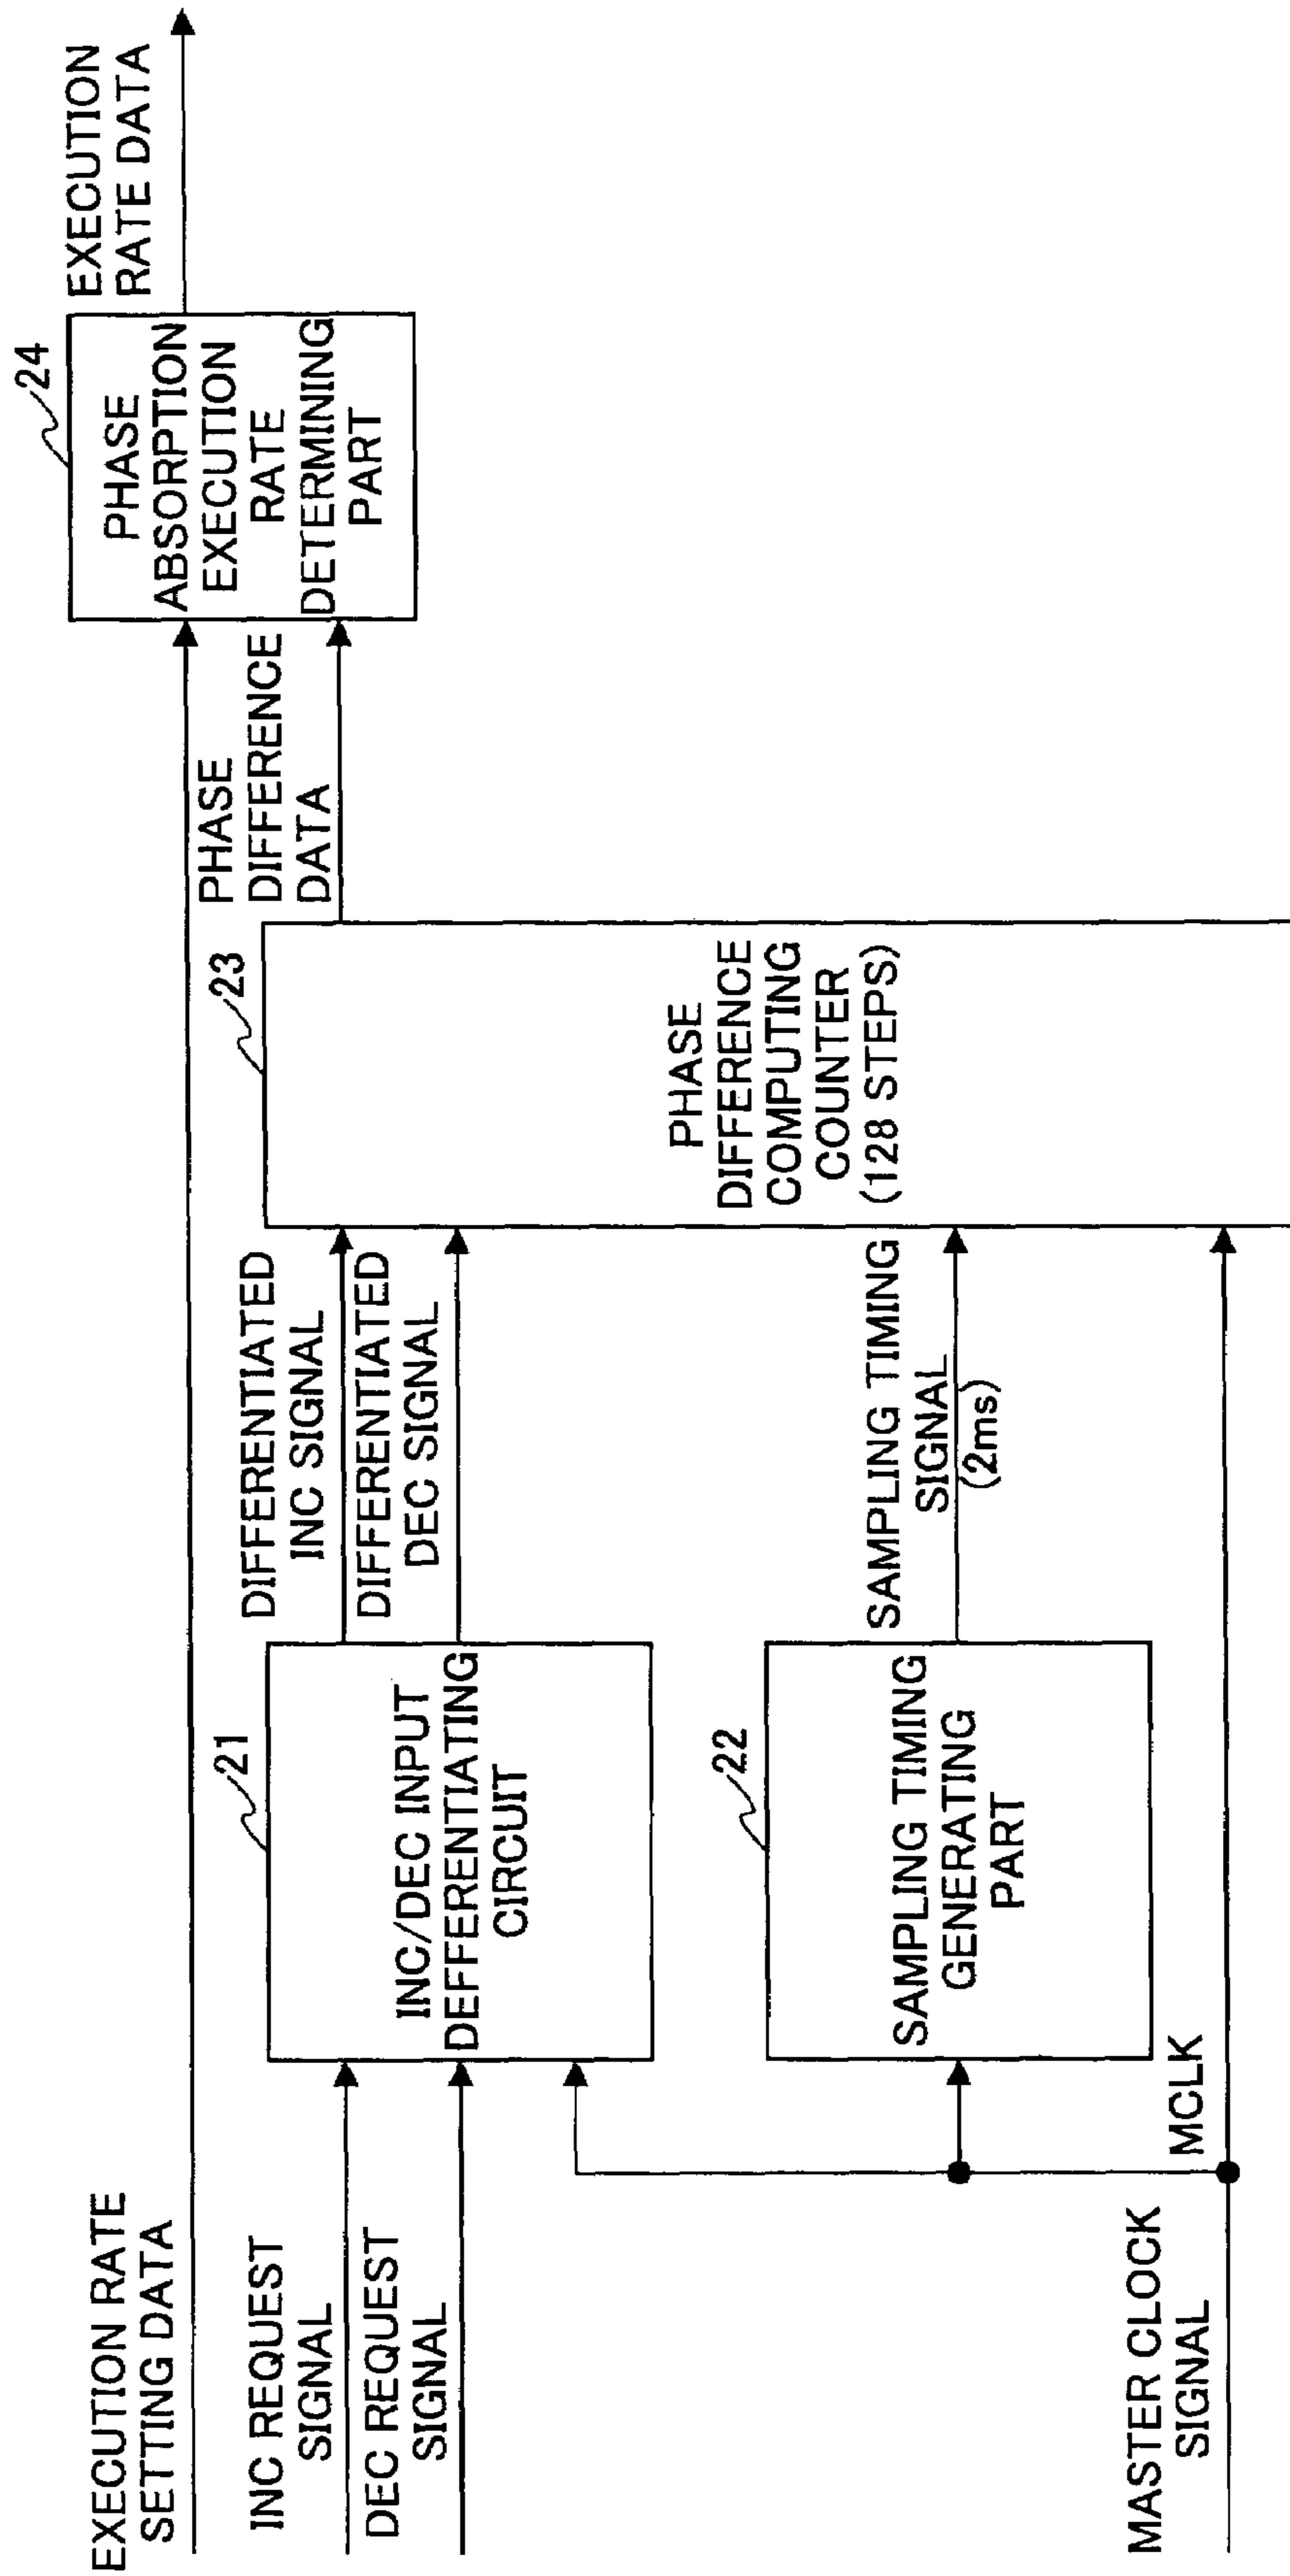 EXECUTION RATE
SETTING DATA
INC REQUEST
SIGNAL
DEC REQUEST
SIGNAL
MASTER CLOCK
SIGNAL
MCLK
21
INC/DEC INPUT
DEFFERENTIATING
CIRCUIT
22
SAMPLING TIMING
GENERATING
PART
DIFFERENTIATED
INC SIGNAL
DIFFERENTIATED
DEC SIGNAL
SAMPLING TIMING
SIGNAL
(2ms)
23
PHASE
DIFFERENCE
COMPUTING
COUNTER
(128 STEPS)
PHASE
DIFFERENCE
DATA
24
PHASE
ABSORPTION
EXECUTION
RATE
DETERMINING
PART
EXECUTION
RATE DATA